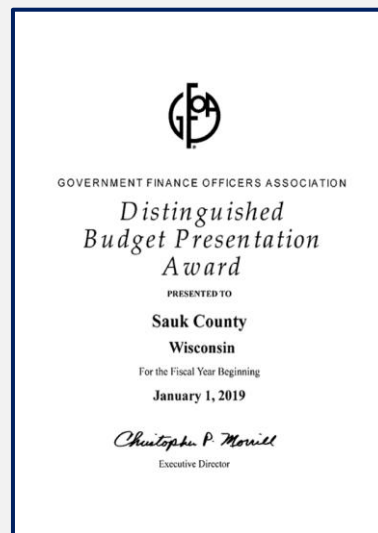 GFOA
GOVERNMENT FINANCE OFFICERS ASSOCIATION
Distinguished
Budget Presentation
Award
PRESENTED TO
Sauk County
Wisconsin
For the Fiscal Year Beginning
January 1, 2019
Christopher P. Morrill
Executive Director